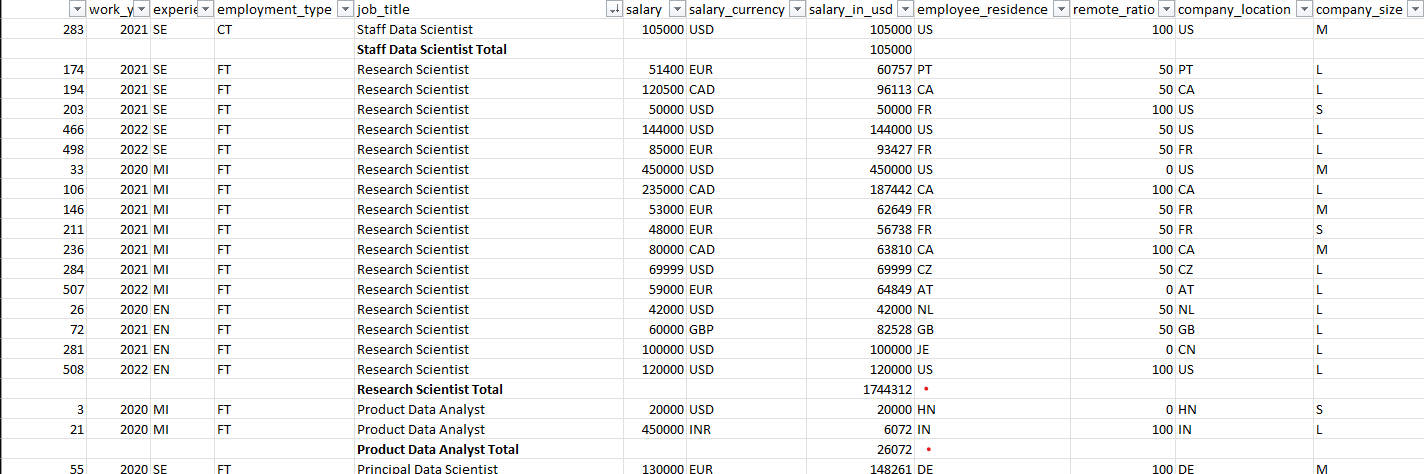 work_y experie employment_type job_title salary salary_currency salary_in_usd employee_residence remote_ratio company_location company_size
283 2021 SE CT Staff Data Scientist 105000 USD 105000 US 100 US M
Staff Data Scientist Total 105000
174 2021 SE FT Research Scientist 51400 EUR 60757 PT 50 PT L
194 2021 SE FT Research Scientist 120500 CAD 96113 CA 50 CA L
203 2021 SE FT Research Scientist 50000 USD 50000 FR 100 US S
466 2022 SE FT Research Scientist 144000 USD 144000 US 50 US L
498 2022 SE FT Research Scientist 85000 EUR 93427 FR 50 FR L
33 2020 MI FT Research Scientist 450000 USD 450000 US 0 US M
106 2021 MI FT Research Scientist 235000 CAD 187442 CA 100 CA L
146 2021 MI FT Research Scientist 53000 EUR 62649 FR 50 FR M
211 2021 MI FT Research Scientist 48000 EUR 56738 FR 50 FR S
236 2021 MI FT Research Scientist 80000 CAD 63810 CA 100 CA M
284 2021 MI FT Research Scientist 69999 USD 69999 CZ 50 CZ L
507 2022 MI FT Research Scientist 59000 EUR 64849 AT 0 AT L
26 2020 EN FT Research Scientist 42000 USD 42000 NL 50 NL L
72 2021 EN FT Research Scientist 60000 GBP 82528 GB 50 GB L
281 2021 EN FT Research Scientist 100000 USD 100000 JE 0 CN L
508 2022 EN FT Research Scientist 120000 USD 120000 US 100 US L
Research Scientist Total 1744312
3 2020 MI FT Product Data Analyst 20000 USD 20000 HN 0 HN S
21 2020 MI FT Product Data Analyst 450000 INR 6072 IN 100 IN L
Product Data Analyst Total 26072
55 2020 SE FT Principal Data Scientist 130000 EUR 148261 DE 100 DE M